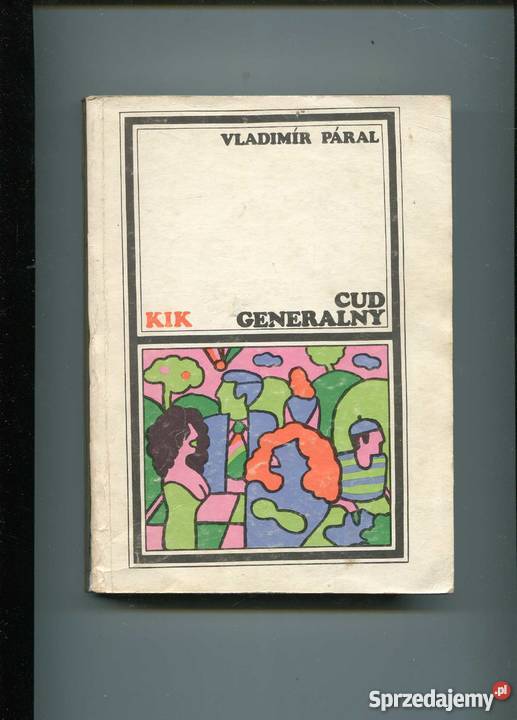 VLADIMÍR PÁRAL
CUD
KIK GENERALNY
Sprzedajemy.pl